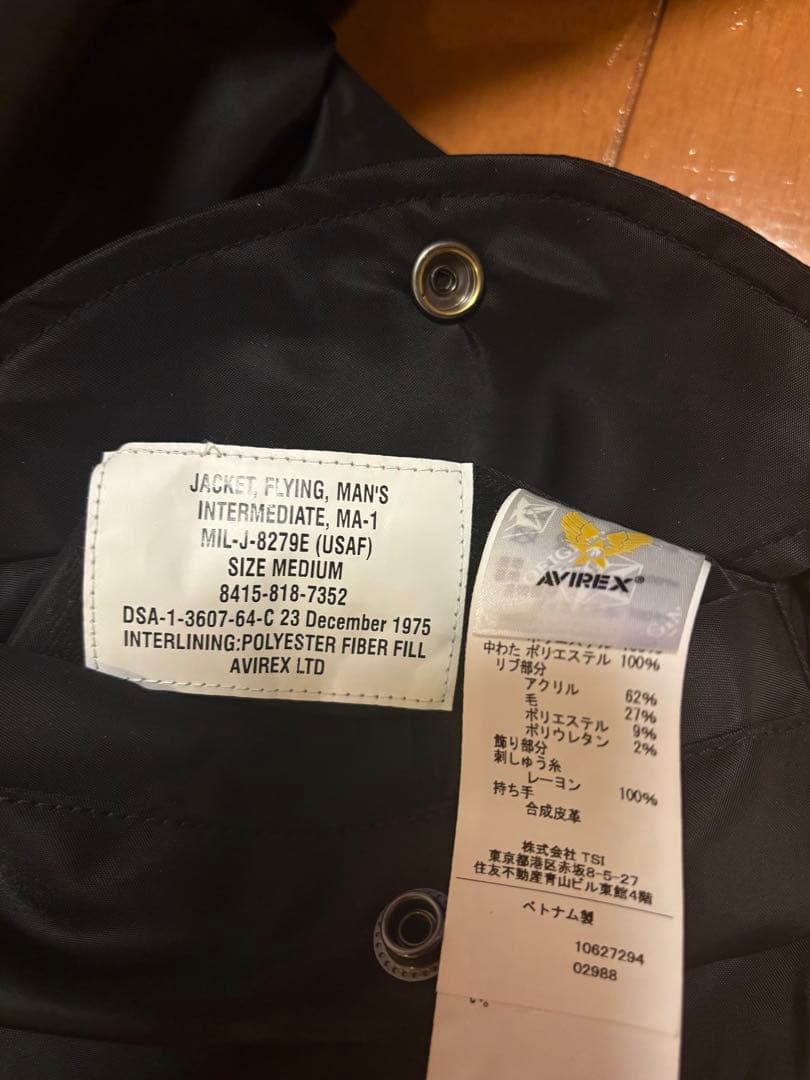 JACKET, FLYING, MAN'S
INTERMEDIATE, MA-1
MIL-J-8279E (USAF)
SIZE MEDIUM
8415-818-7352
DSA-1-3607-64-C 23 December 1975
INTERLINING:POLYESTER FIBER FILL
AVIREX LTD
AVIREX®
中わた ポリエステル 100%
リブ部分
アクリル 62%
毛 27%
ポリエステル 9%
ポリウレタン 2%
飾り部分
刺しゅう糸
レーヨン 100%
持ち手
合成皮革
株式会社 TSI
東京都港区赤坂8-5-27
住友不動産青山ビル東館4階
ベトナム製
10627294
02988